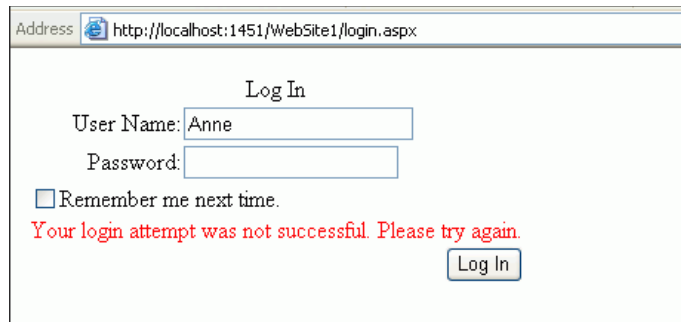 Address http://localhost:1451/WebSite1/login.aspx
Log In
User Name: Anne
Password:
Remember me next time.
Your login attempt was not successful. Please try again.
Log In